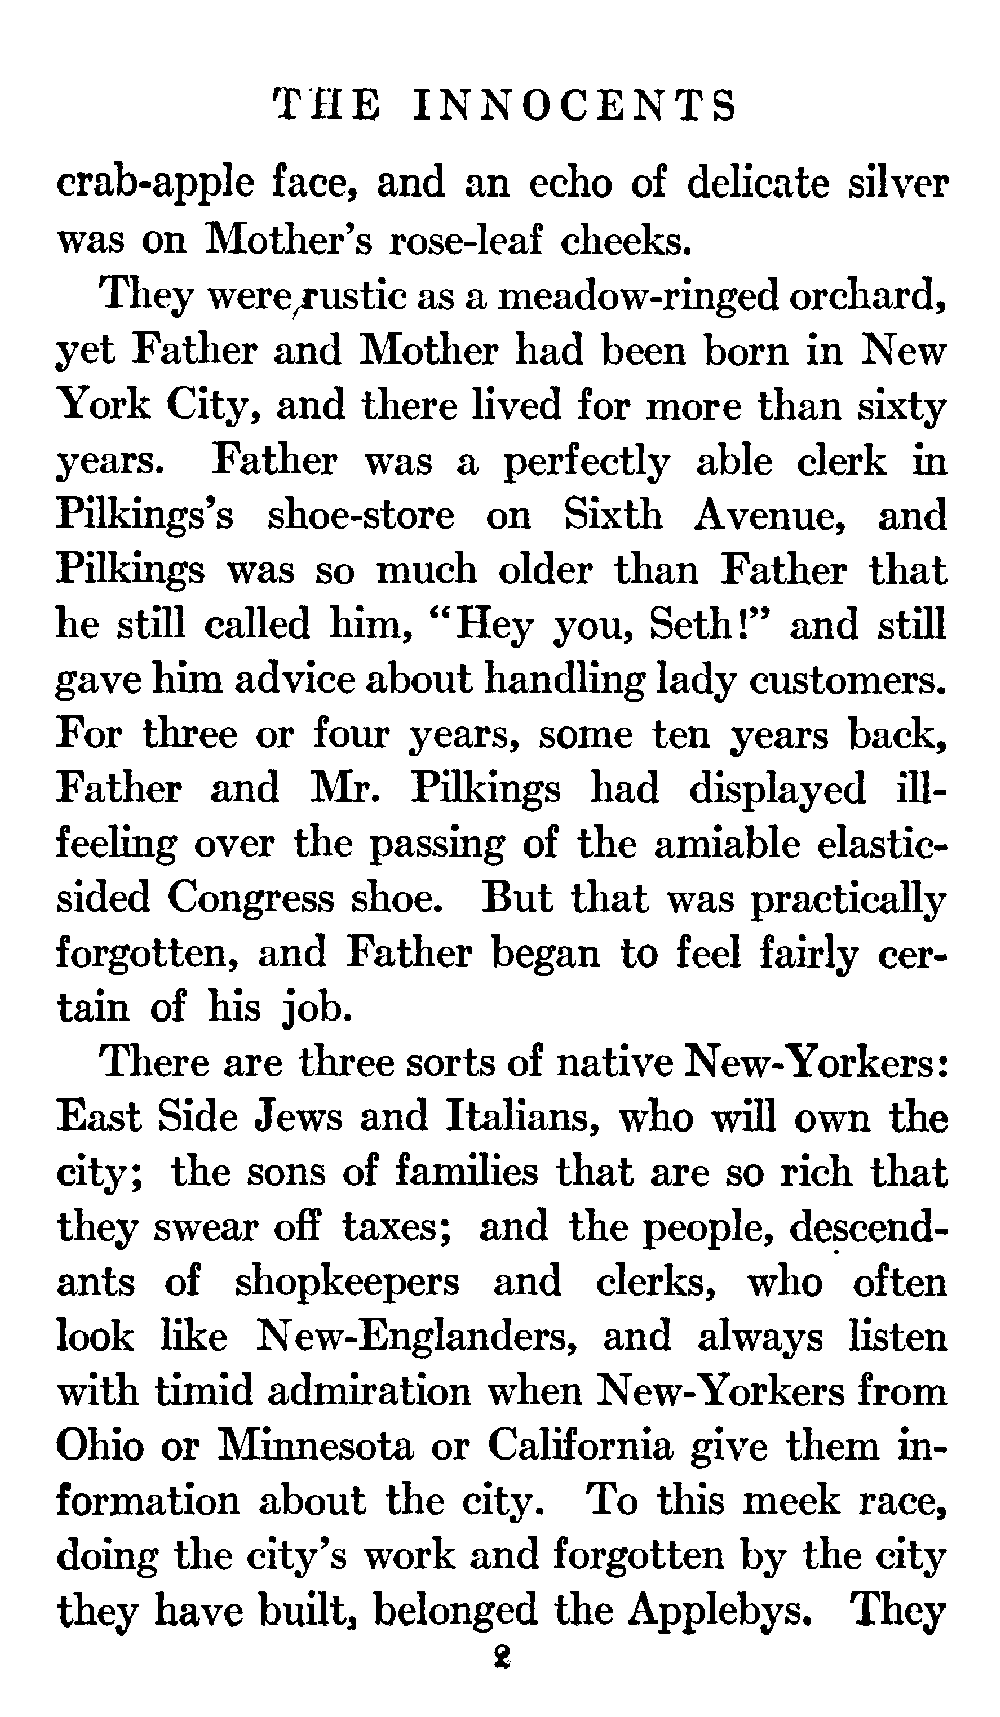 THE INNOCENTS
crab-apple face, and an echo of delicate silver
was on Mother's rose-leaf cheeks.
They were rustic as a meadow-ringed orchard,
yet Father and Mother had been born in New
York City, and there lived for more than sixty
years. Father was a perfectly able clerk in
Pilkings's shoe-store on Sixth Avenue, and
Pilkings was so much older than Father that
he still called him, "Hey you, Seth!" and still
gave him advice about handling lady customers.
For three or four years, some ten years back,
Father and Mr. Pilkings had displayed ill-
feeling over the passing of the amiable elastic-
sided Congress shoe. But that was practically
forgotten, and Father began to feel fairly cer-
tain of his job.
There are three sorts of native New-Yorkers:
East Side Jews and Italians, who will own the
city; the sons of families that are so rich that
they swear off taxes; and the people, descend-
ants of shopkeepers and clerks, who often
look like New-Englanders, and always listen
with timid admiration when New-Yorkers from
Ohio or Minnesota or California give them in-
formation about the city. To this meek race,
doing the city's work and forgotten by the city
they have built, belonged the Applebys. They
2